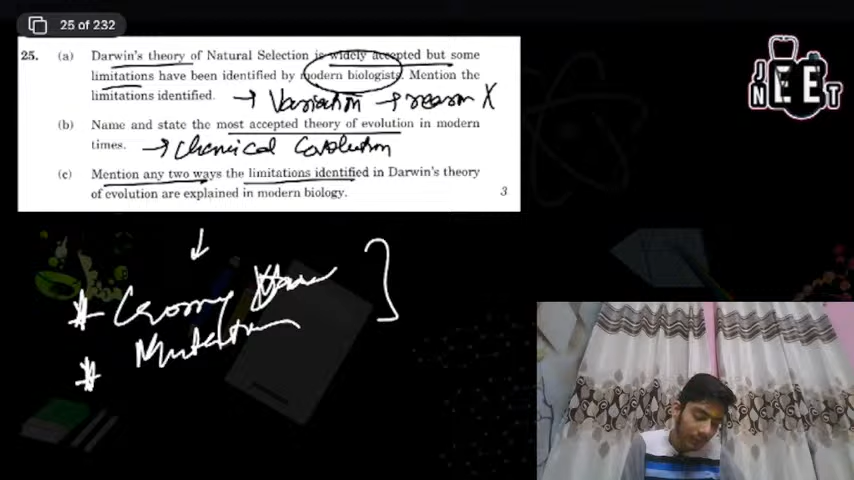 25 of 232
25. (a) Darwin's theory of Natural Selection is widely accepted but some
limitations have been identified by modern biologists. Mention the
limitations identified. → Variation → reason X
(b) Name and state the most accepted theory of evolution in modern
times. → Chemical Evolution
(c) Mention any two ways the limitations identified in Darwin's theory
of evolution are explained in modern biology. 3
Crossing
Mutation
JEE
NEET